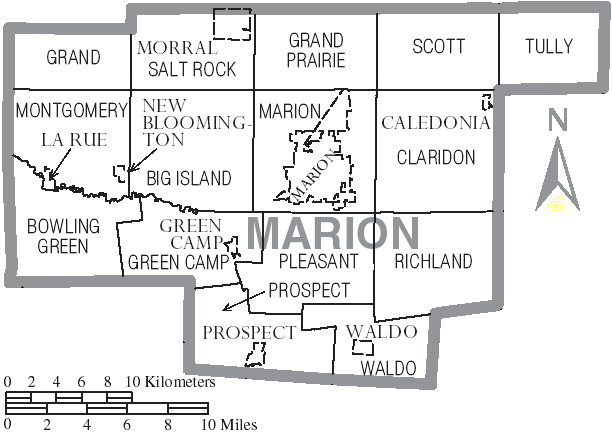 GRAND
MORRAL
SALT ROCK
GRAND
PRAIRIE
SCOTT
TULLY
MONTGOMERY
NEW
BLOOMING-
TON
MARION
CALEDONIA
LA RUE
BIG ISLAND
MARION
CLARIDON
N
BOWLING
GREEN
GREEN
CAMP
GREEN CAMP
MARION
PLEASANT
RICHLAND
PROSPECT
PROSPECT
WALDO
WALDO
0 2 4 6 8 10 Kilometers
0 2 4 6 8 10 Miles